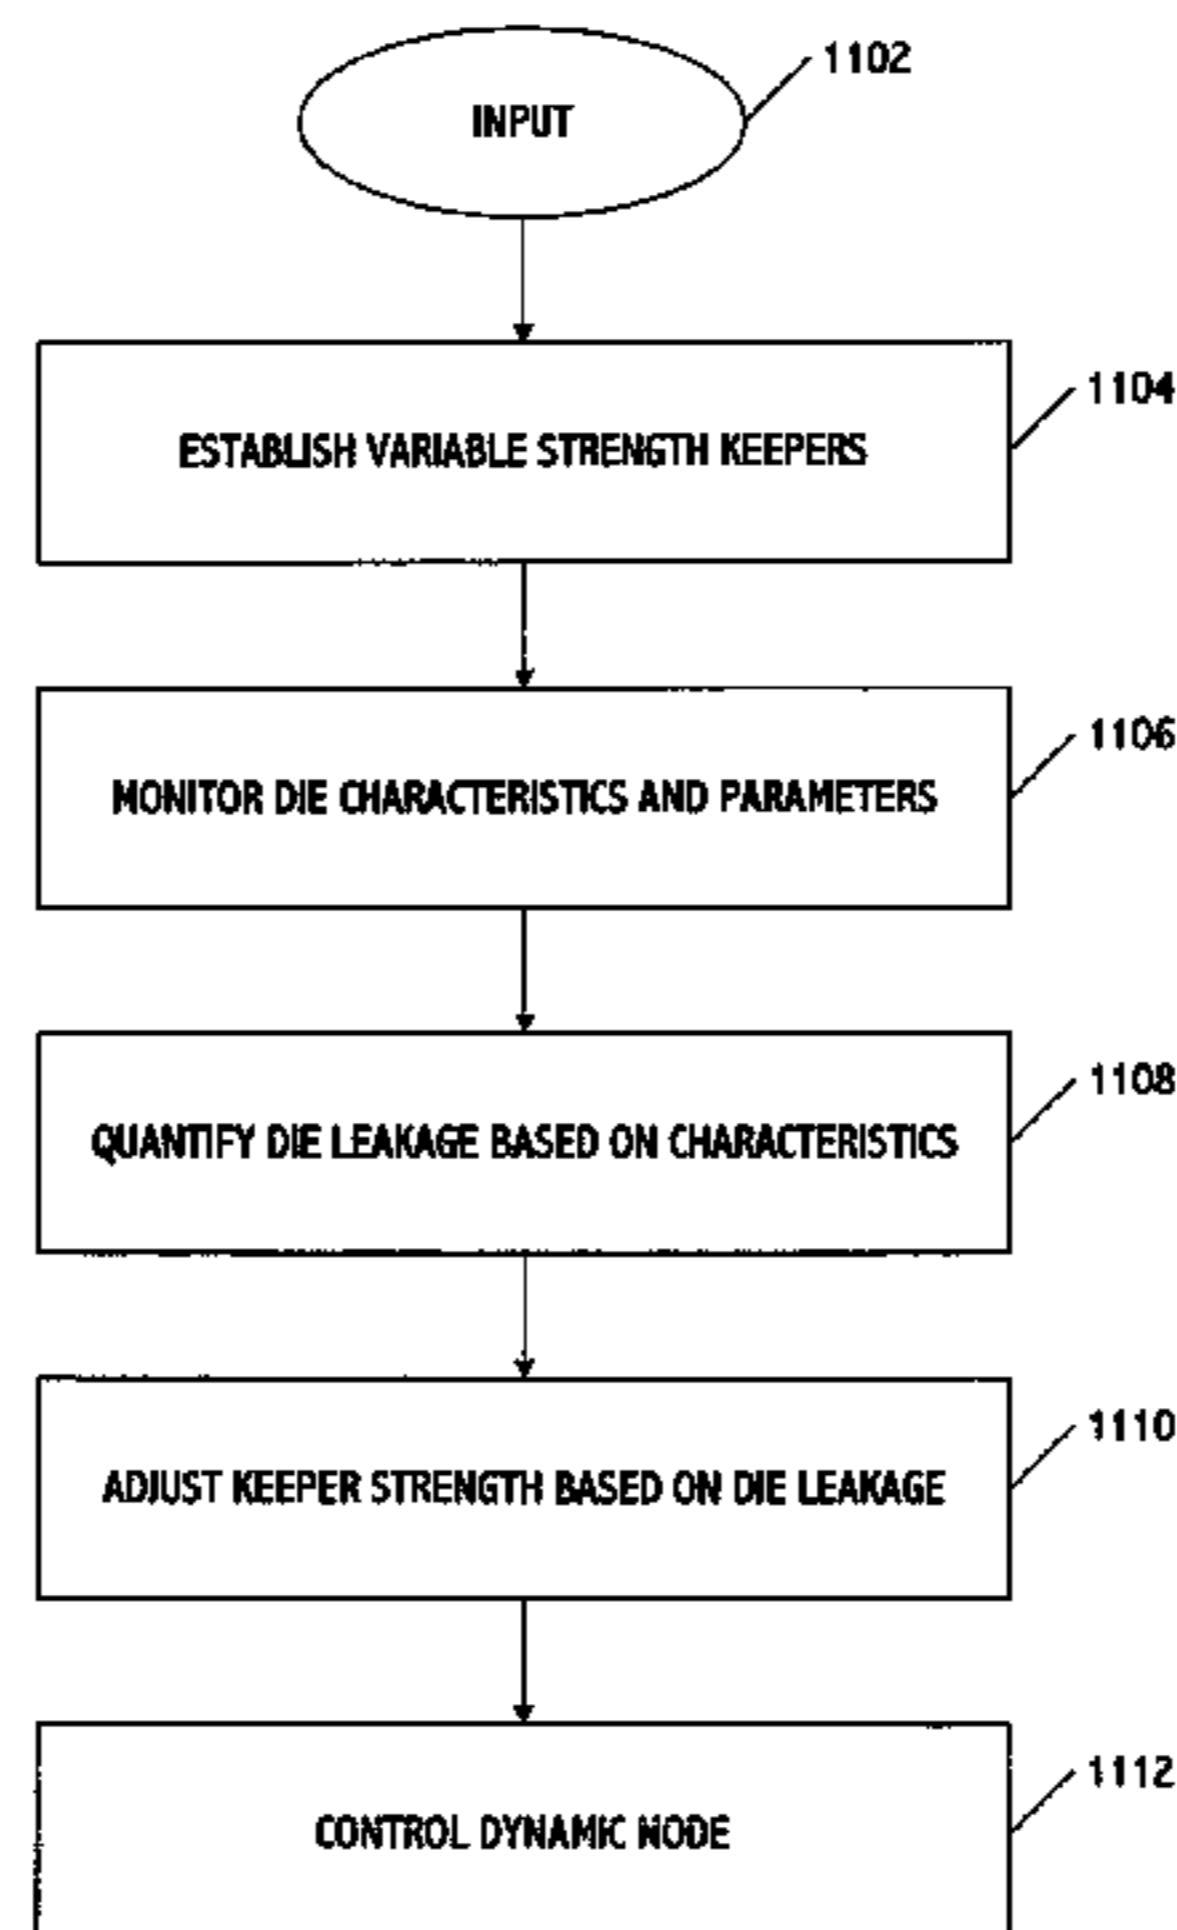 1102
INPUT
1104
ESTABLISH VARIABLE STRENGTH KEEPERS
1106
MONITOR DIE CHARACTERISTICS AND PARAMETERS
1108
QUANTIFY DIE LEAKAGE BASED ON CHARACTERISTICS
1110
ADJUST KEEPER STRENGTH BASED ON DIE LEAKAGE
1112
CONTROL DYNAMIC NODE